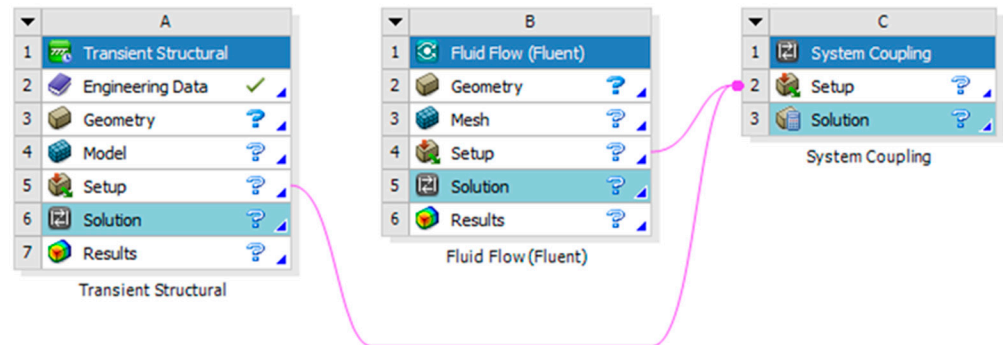 A
1 Transient Structural
2 Engineering Data ✓
3 Geometry ?
4 Model ?
5 Setup ?
6 Solution ?
7 Results ?
Transient Structural
B
1 Fluid Flow (Fluent)
2 Geometry ?
3 Mesh ?
4 Setup ?
5 Solution ?
6 Results ?
Fluid Flow (Fluent)
C
1 System Coupling
2 Setup ?
3 Solution ?
System Coupling